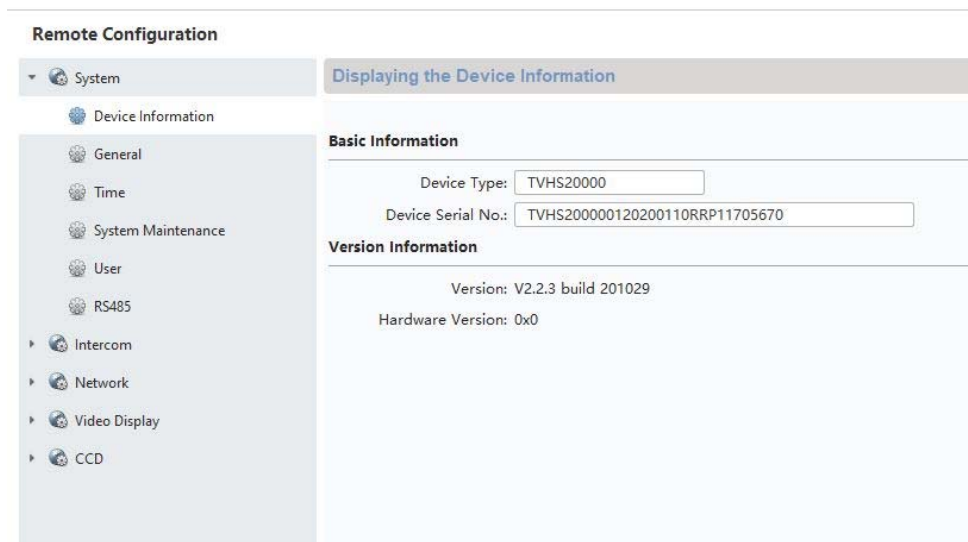 Remote Configuration
System
Device Information
General
Time
System Maintenance
User
RS485
Intercom
Network
Video Display
CCD
Displaying the Device Information
Basic Information
Device Type: TVHS20000
Device Serial No.: TVHS200000120200110RRP11705670
Version Information
Version: V2.2.3 build 201029
Hardware Version: 0x0